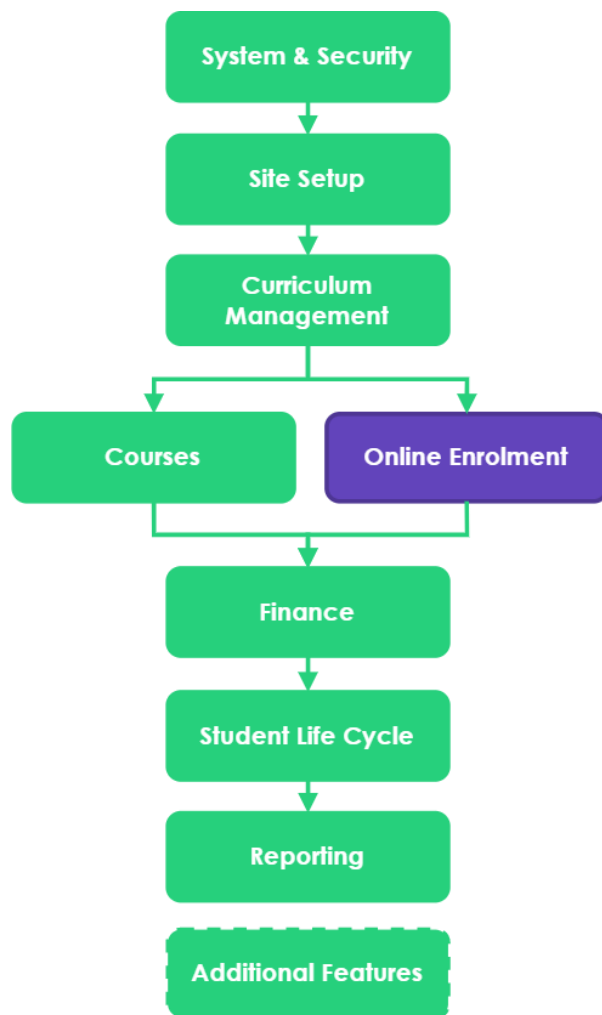 System & Security
Site Setup
Curriculum
Management
Courses
Online Enrolment
Finance
Student Life Cycle
Reporting
Additional Features